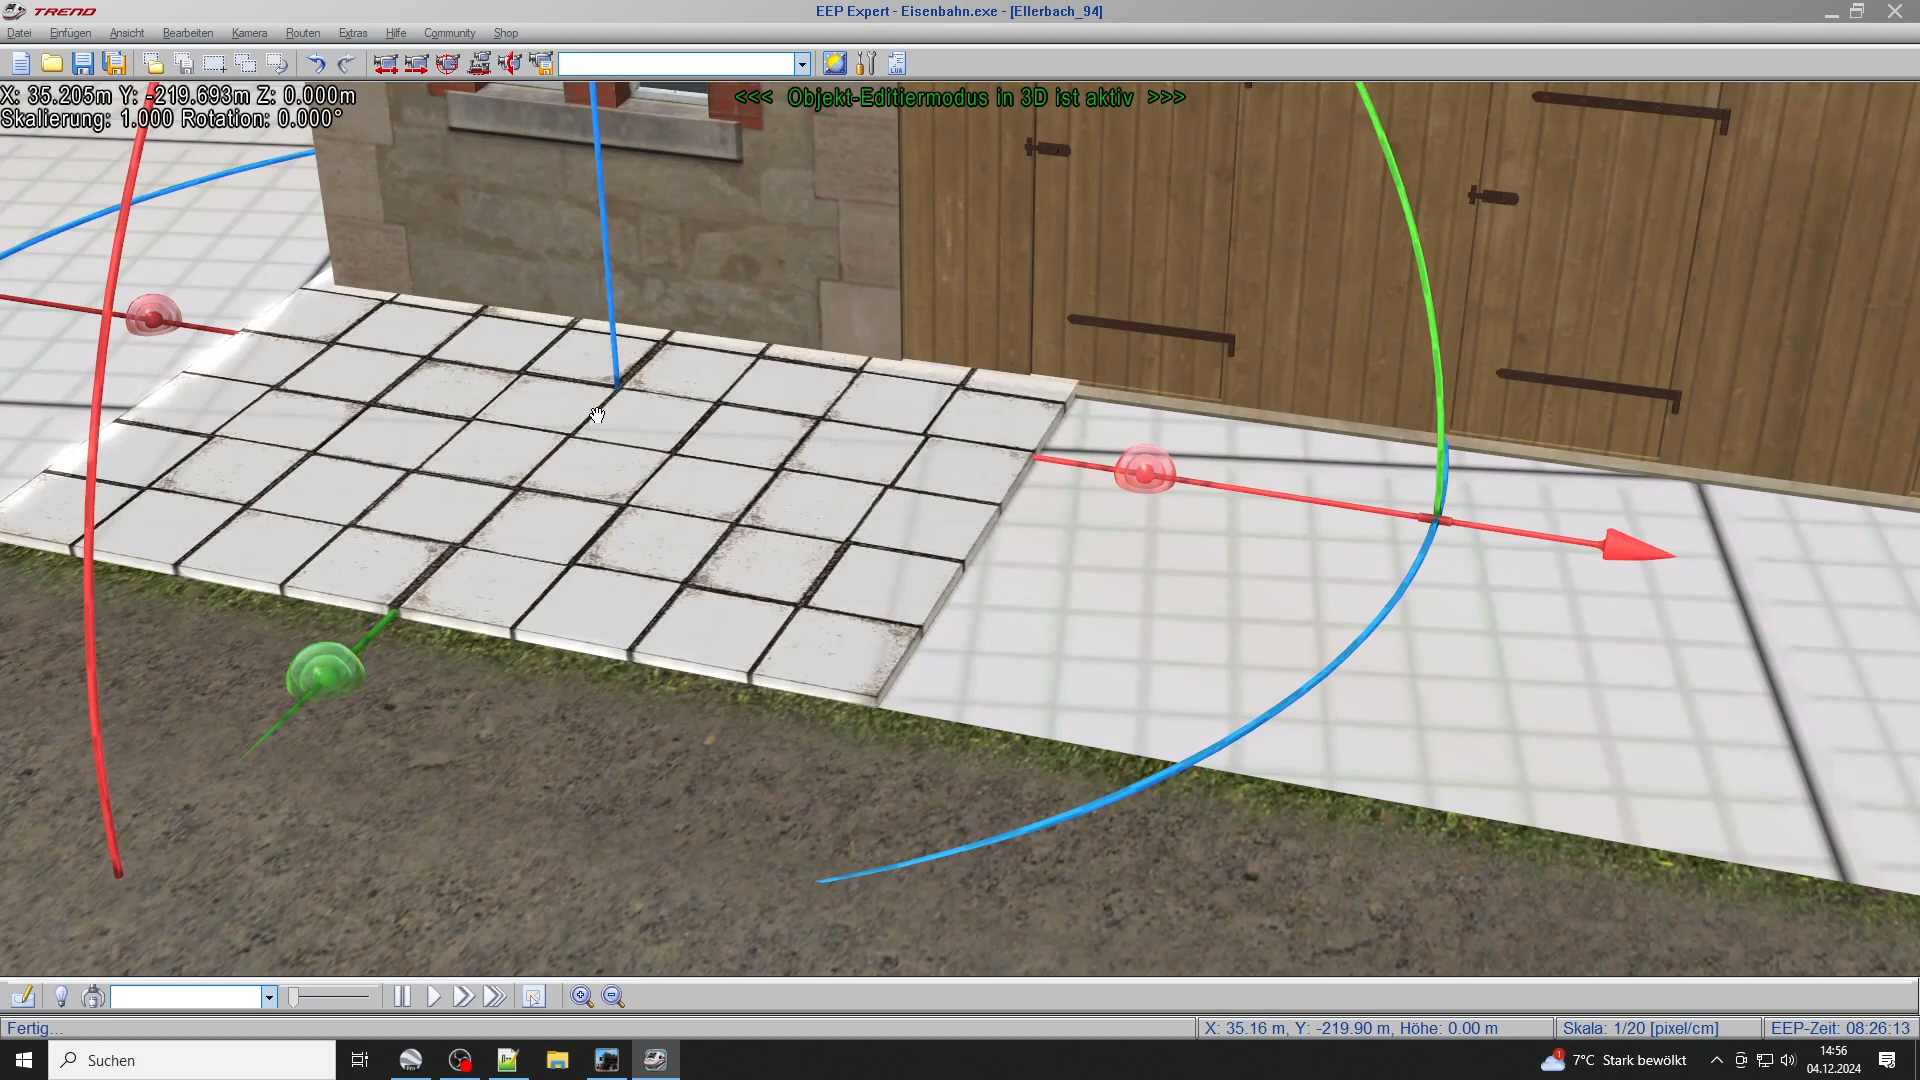 TREND
EEP Expert - Eisenbahn.exe - [Ellerbach_94]
Datei Einfügen Ansicht Bearbeiten Kamera Routen Extras Hilfe Community Shop
X: 35.205m Y: -219.693m Z: 0.000m
<<< Objekt-Editiermodus in 3D ist aktiv >>>
Skalierung: 1.000 Rotation: 0.000°
Fertig...
X: 35.16 m, Y: -219.90 m, Höhe: 0.00 m
Skala: 1/20 [pixel/cm]
EEP-Zeit: 08:26:13
Suchen
1
7°C Stark bewölkt
14:56
04.12.2024